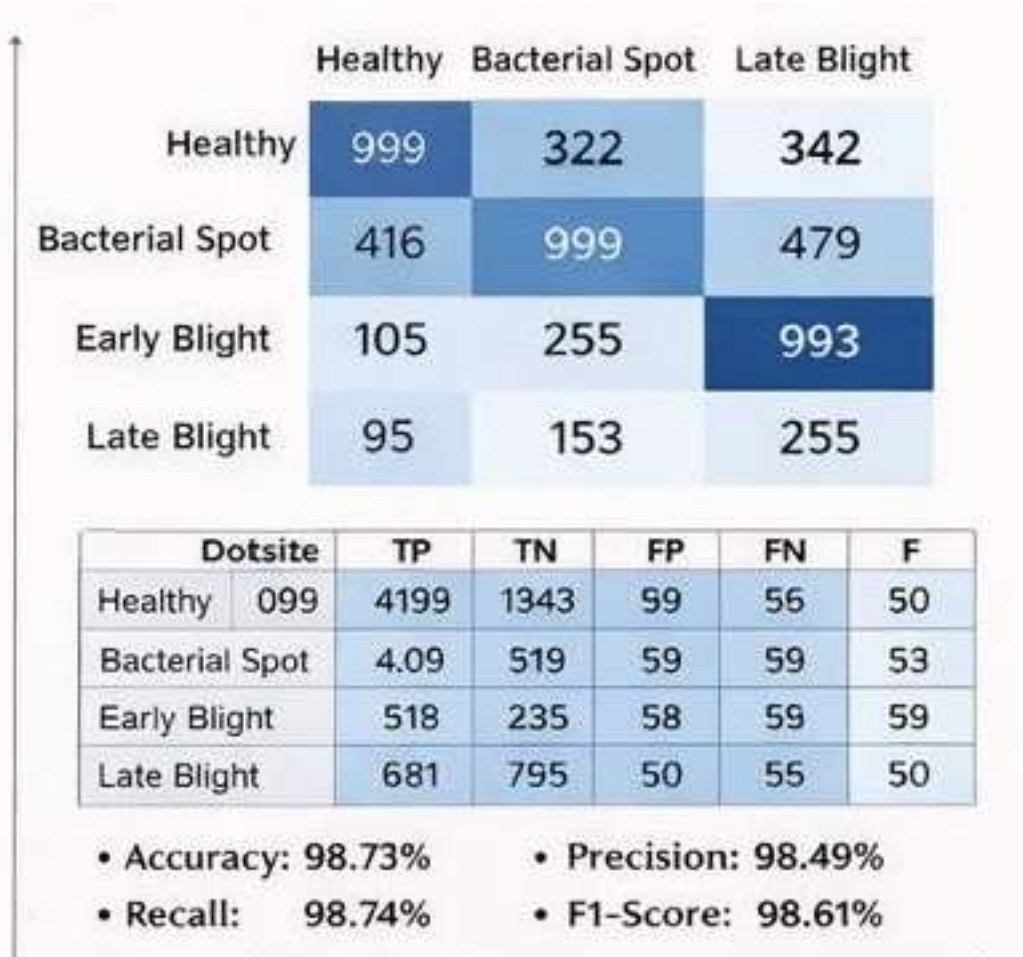 Healthy Bacterial Spot Late Blight
Healthy 999 322 342
Bacterial Spot 416 999 479
Early Blight 105 255 993
Late Blight 95 153 255
Dotsite TP TN FP FN F
Healthy 099 4199 1343 59 56 50
Bacterial Spot 4.09 519 59 59 53
Early Blight 518 235 58 59 59
Late Blight 681 795 50 55 50
• Accuracy: 98.73% • Precision: 98.49%
• Recall: 98.74% • F1-Score: 98.61%